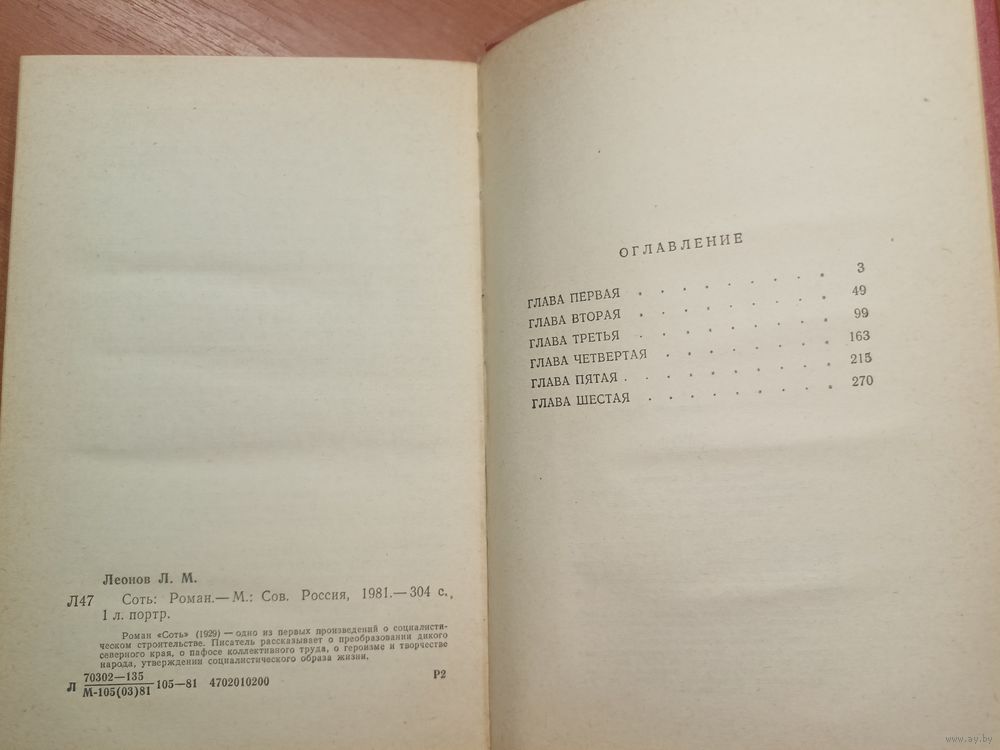 Леонов Л. М.
Л47 Соть: Роман.— М.: Сов. Россия, 1981.— 304 с.,
1 л. портр.
Роман «Соть» (1929) — одно из первых произведений о социалисти-
ческом строительстве. Писатель рассказывает о преобразовании дикого
северного края, о пафосе коллективного труда, о героизме и творчестве
народа, утверждении социалистического образа жизни.
Л 70302—135
М-105(03)81 105—81 4702010200 Р2
ОГЛАВЛЕНИЕ
ГЛАВА ПЕРВАЯ . . . . . . . . . 3
ГЛАВА ВТОРАЯ . . . . . . . . . 49
ГЛАВА ТРЕТЬЯ . . . . . . . . . 99
ГЛАВА ЧЕТВЕРТАЯ . . . . . . . . 163
ГЛАВА ПЯТАЯ . . . . . . . . . . 215
ГЛАВА ШЕСТАЯ . . . . . . . . 270
www.ay.by